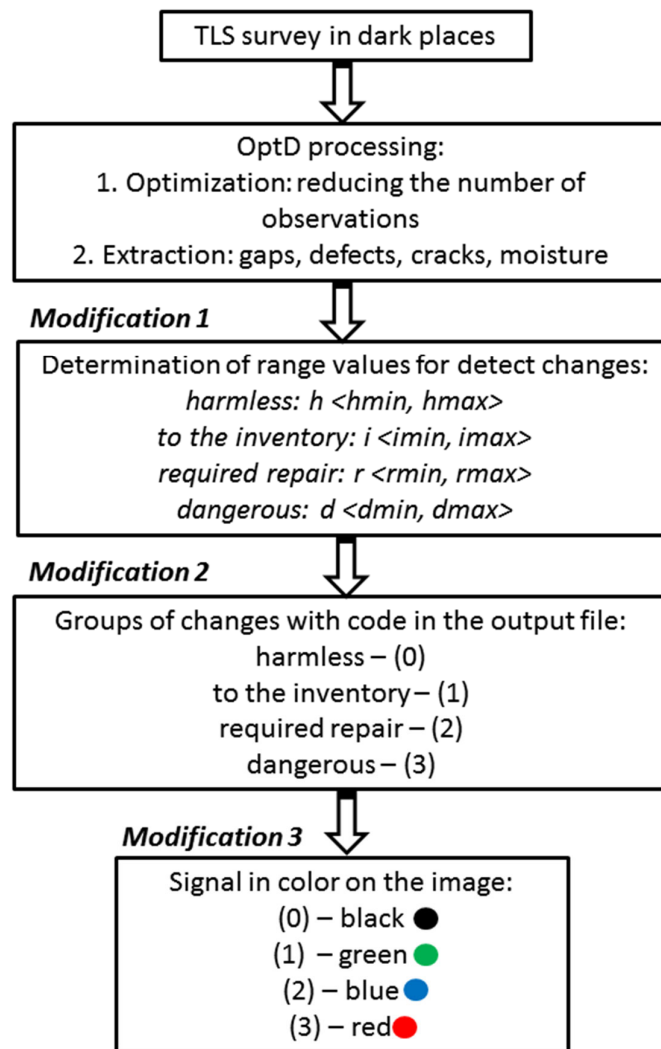 TLS survey in dark places
OptD processing:
1. Optimization: reducing the number of
observations
2. Extraction: gaps, defects, cracks, moisture
Modification 1
Determination of range values for detect changes:
harmless: h <hmin, hmax>
to the inventory: i <imin, imax>
required repair: r <rmin, rmax>
dangerous: d <dmin, dmax>
Modification 2
Groups of changes with code in the output file:
harmless – (0)
to the inventory – (1)
required repair – (2)
dangerous – (3)
Modification 3
Signal in color on the image:
(0) – black
(1) – green
(2) – blue
(3) – red